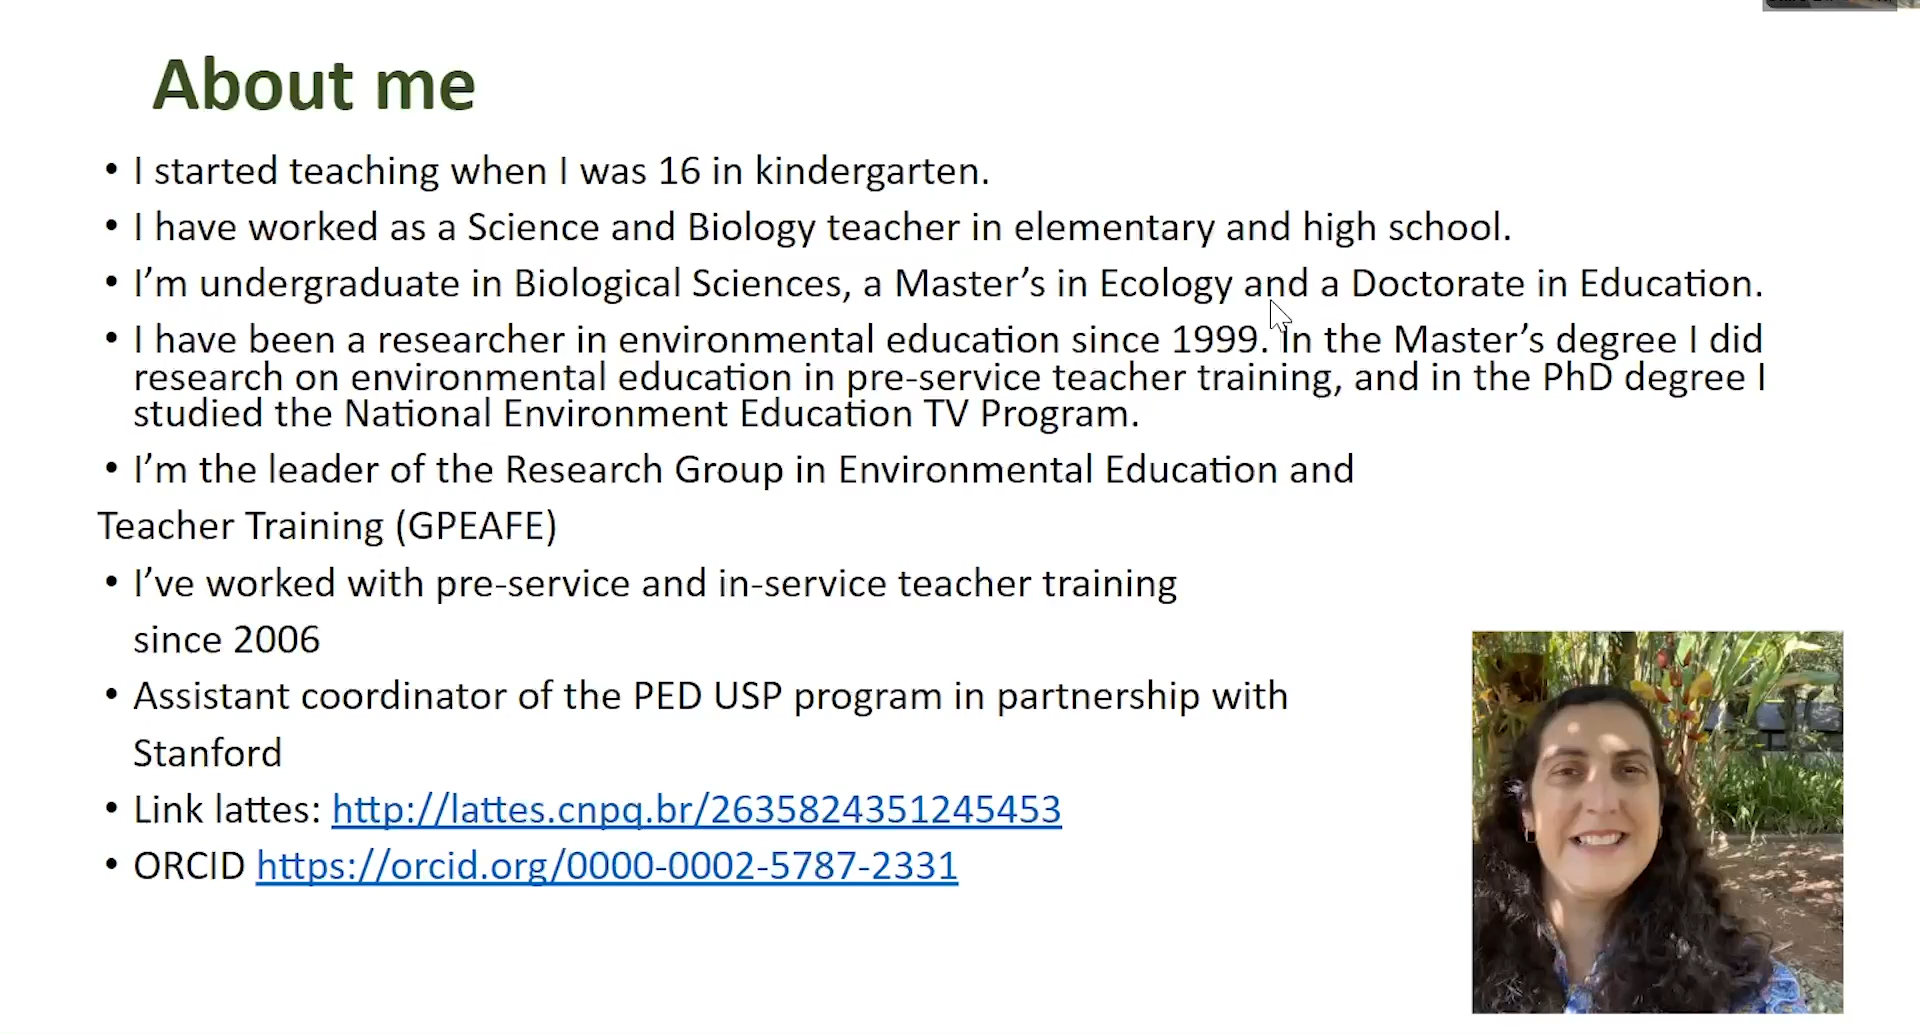 About me
• I started teaching when I was 16 in kindergarten.
• I have worked as a Science and Biology teacher in elementary and high school.
• I’m undergraduate in Biological Sciences, a Master’s in Ecology and a Doctorate in Education.
• I have been a researcher in environmental education since 1999. In the Master’s degree I did
research on environmental education in pre-service teacher training, and in the PhD degree I
studied the National Environment Education TV Program.
• I’m the leader of the Research Group in Environmental Education and
Teacher Training (GPEAFE)
• I’ve worked with pre-service and in-service teacher training
since 2006
• Assistant coordinator of the PED USP program in partnership with
Stanford
• Link lattes: http://lattes.cnpq.br/2635824351245453
• ORCID https://orcid.org/0000-0002-5787-2331